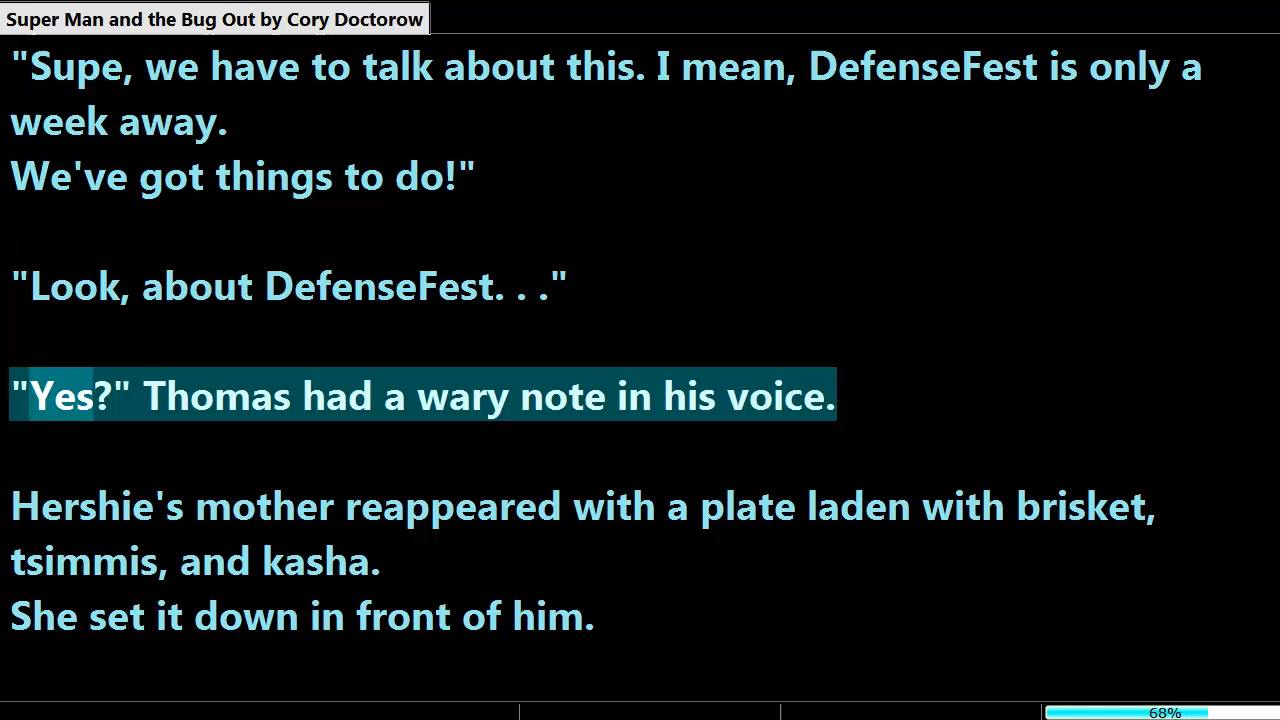 Super Man and the Bug Out by Cory Doctorow
"Supe, we have to talk about this. I mean, DefenseFest is only a
week away.
We've got things to do!"
"Look, about DefenseFest. . ."
"Yes?" Thomas had a wary note in his voice.
Hershie's mother reappeared with a plate laden with brisket,
tsimmis, and kasha.
She set it down in front of him.
68%